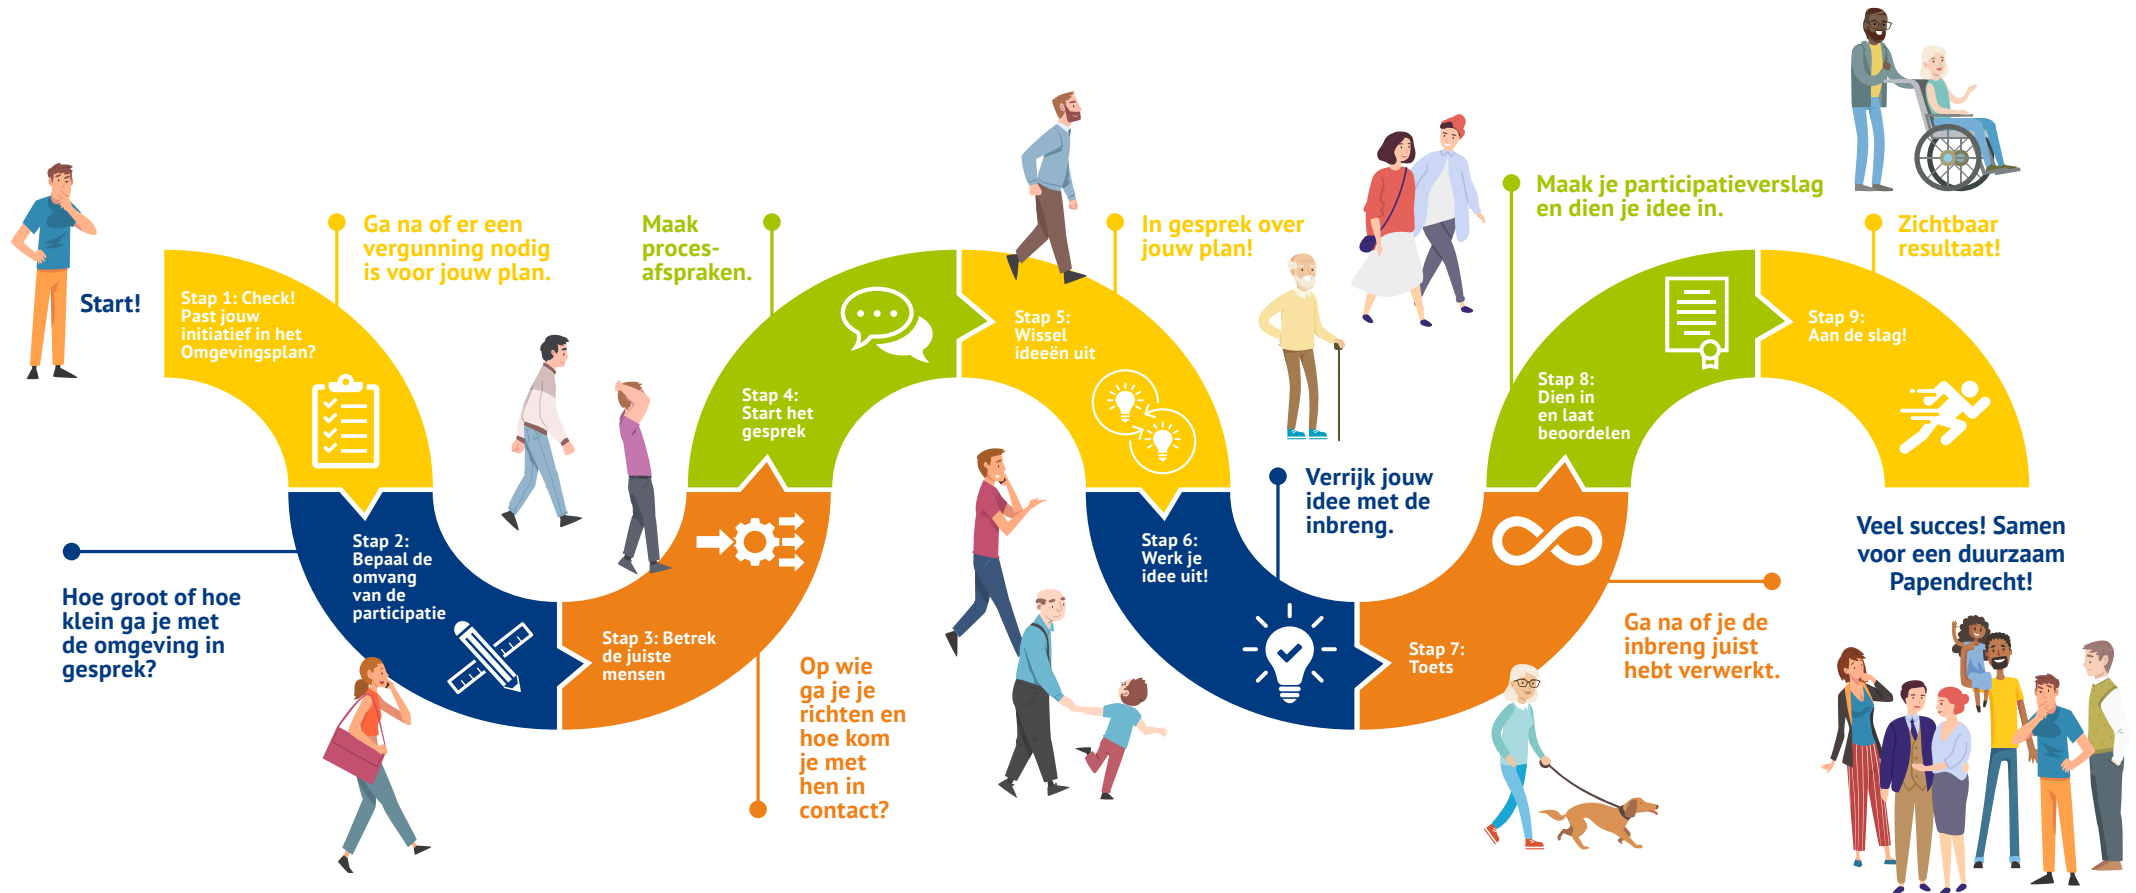 Start!
Stap 1: Check!
Past jouw
initiatief in het
Omgevingsplan?
Ga na of er een
vergunning nodig
is voor jouw plan.
Stap 2:
Bepaal de
omvang
van de
participatie
Hoe groot of hoe
klein ga je met
de omgeving in
gesprek?
Stap 3: Betrek
de juiste
mensen
Op wie
ga je je
richten en
hoe kom
je met
hen in
contact?
Stap 4:
Start het
gesprek
Maak
proces-
afspraken.
Stap 5:
Wissel
ideeën uit
In gesprek over
jouw plan!
Stap 6:
Werk je
idee uit!
Verrijk jouw
idee met de
inbreng.
Stap 7:
Toets
Ga na of je de
inbreng juist
hebt verwerkt.
Stap 8:
Dien in
en laat
beoordelen
Maak je participatieverslag
en dien je idee in.
Stap 9:
Aan de slag!
Zichtbaar
resultaat!
Veel succes! Samen
voor een duurzaam
Papendrecht!